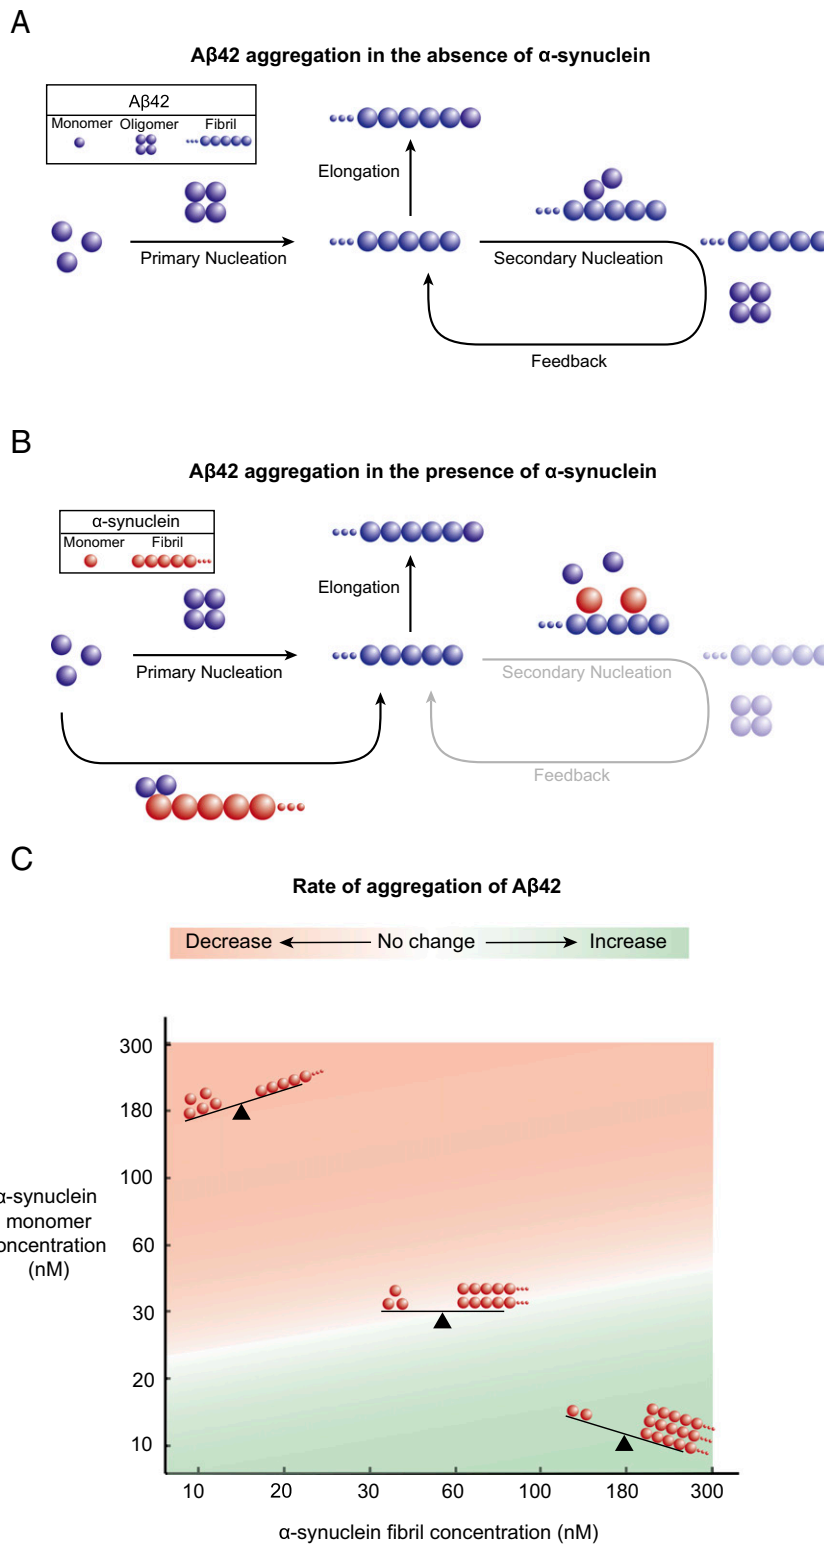 A
Aβ42 aggregation in the absence of α-synuclein
Aβ42
Monomer Oligomer Fibril
Elongation
Primary Nucleation
Secondary Nucleation
Feedback
B
Aβ42 aggregation in the presence of α-synuclein
α-synuclein
Monomer Fibril
Elongation
Primary Nucleation
Secondary Nucleation
Feedback
C
Rate of aggregation of Aβ42
Decrease No change Increase
300
180
100
α-synuclein
monomer
oncentration
(nM)
60
30
20
10
10 20 30 60 100 180 300
α-synuclein fibril concentration (nM)